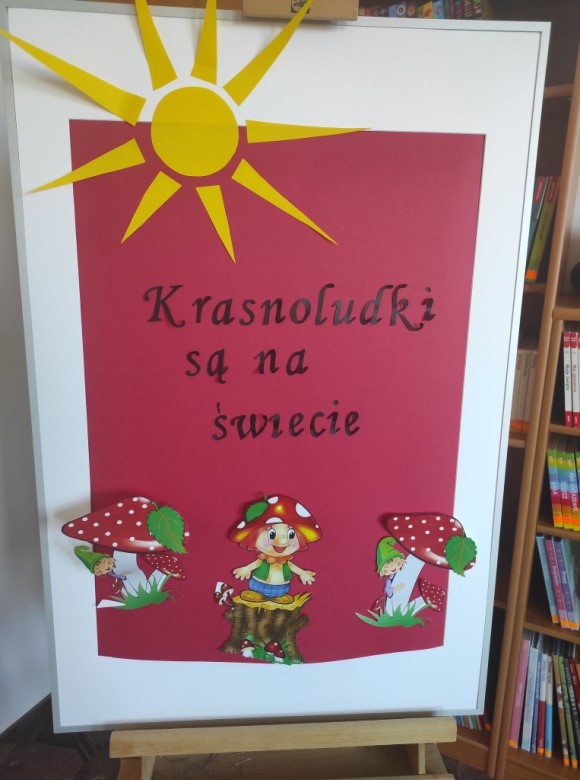 Krasnoludki
są na
świecie